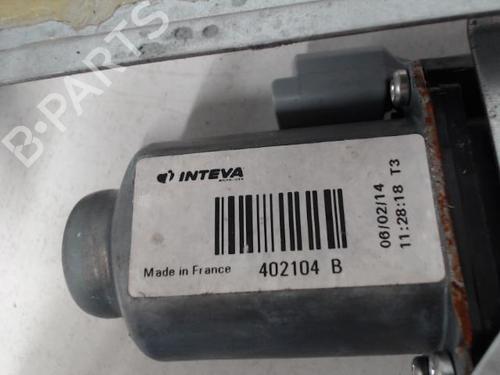 B-PARTS
INTEVA
06/02/14
11:28:18 T3
Made in France
402104 B